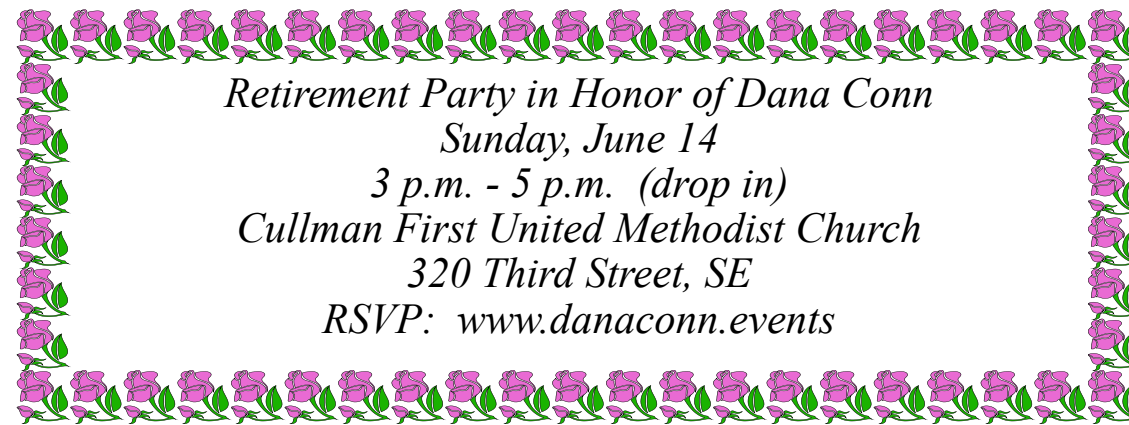 Retirement Party in Honor of Dana Conn
Sunday, June 14
3 p.m. - 5 p.m.  (drop in)
Cullman First United Methodist Church
320 Third Street, SE
RSVP:  www.danaconn.events